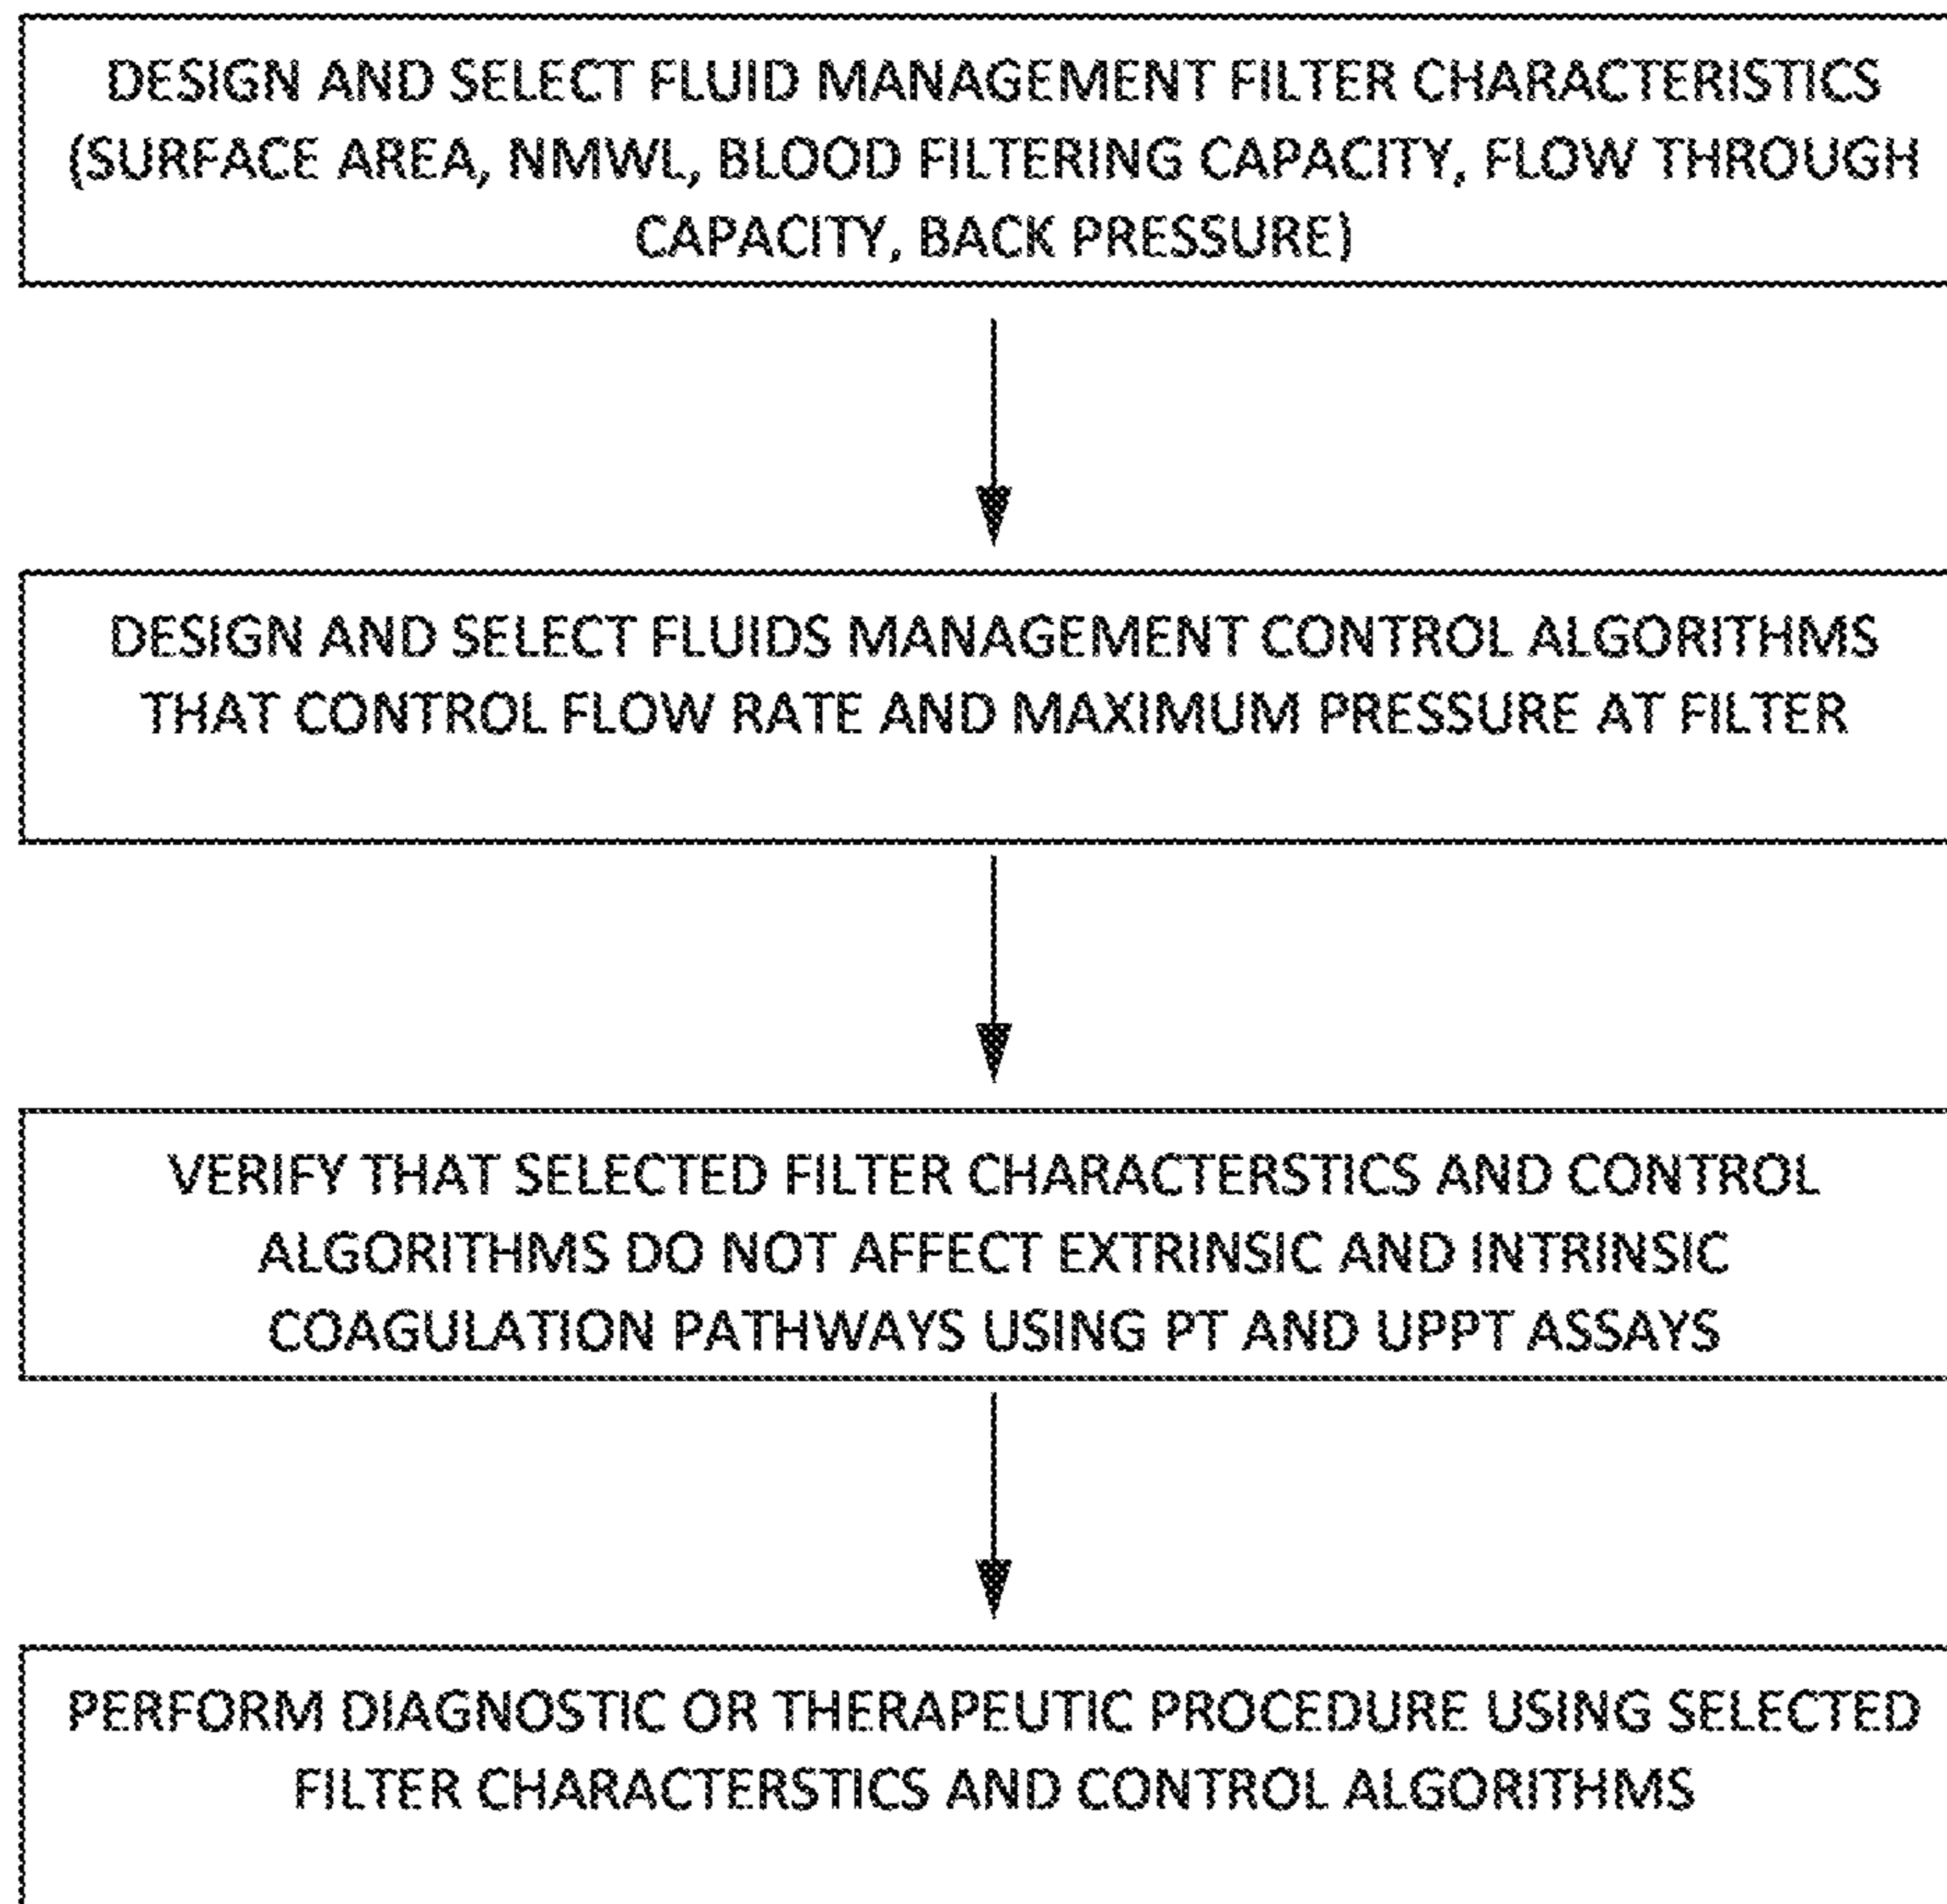 DESIGN AND SELECT FLUID MANAGEMENT FILTER CHARACTERISTICS
(SURFACE AREA, NMWL, BLOOD FILTERING CAPACITY, FLOW THROUGH
CAPACITY, BACK PRESSURE)
DESIGN AND SELECT FLUIDS MANAGEMENT CONTROL ALGORITHMS
THAT CONTROL FLOW RATE AND MAXIMUM PRESSURE AT FILTER
VERIFY THAT SELECTED FILTER CHARACTERSTICS AND CONTROL
ALGORITHMS DO NOT AFFECT EXTRINSIC AND INTRINSIC
COAGULATION PATHWAYS USING PT AND UPPT ASSAYS
PERFORM DIAGNOSTIC OR THERAPEUTIC PROCEDURE USING SELECTED
FILTER CHARACTERSTICS AND CONTROL ALGORITHMS